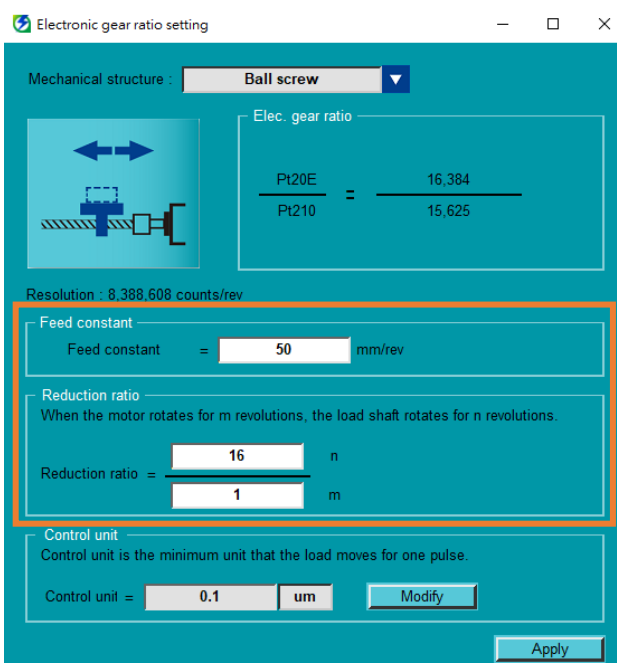 Electronic gear ratio setting
Mechanical structure : Ball screw
Elec. gear ratio
Pt20E = 16,384
Pt210 15,625
Resolution : 8,388,608 counts/rev
Feed constant
Feed constant = 50 mm/rev
Reduction ratio
When the motor rotates for m revolutions, the load shaft rotates for n revolutions.
16 n
Reduction ratio =
1 m
Control unit
Control unit is the minimum unit that the load moves for one pulse.
Control unit = 0.1 um Modify
Apply